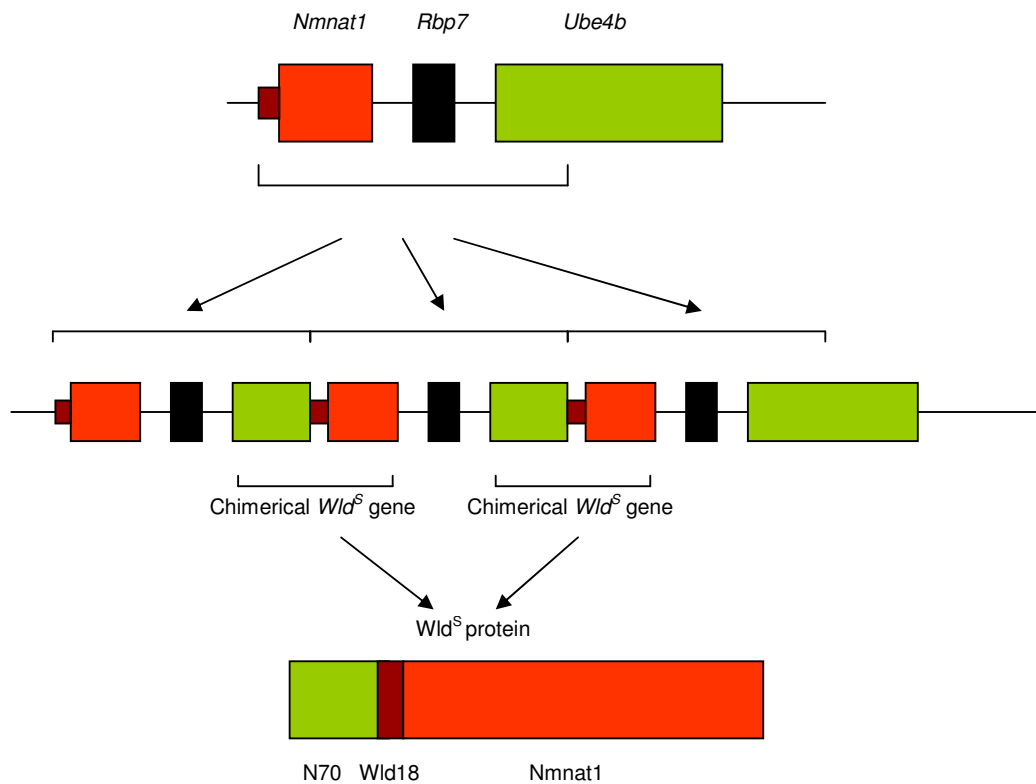 Nmnat1 Rbp7 Ube4b
Chimerical Wld^S gene Chimerical Wld^S gene
Wld^S protein
N70 Wld18 Nmnat1